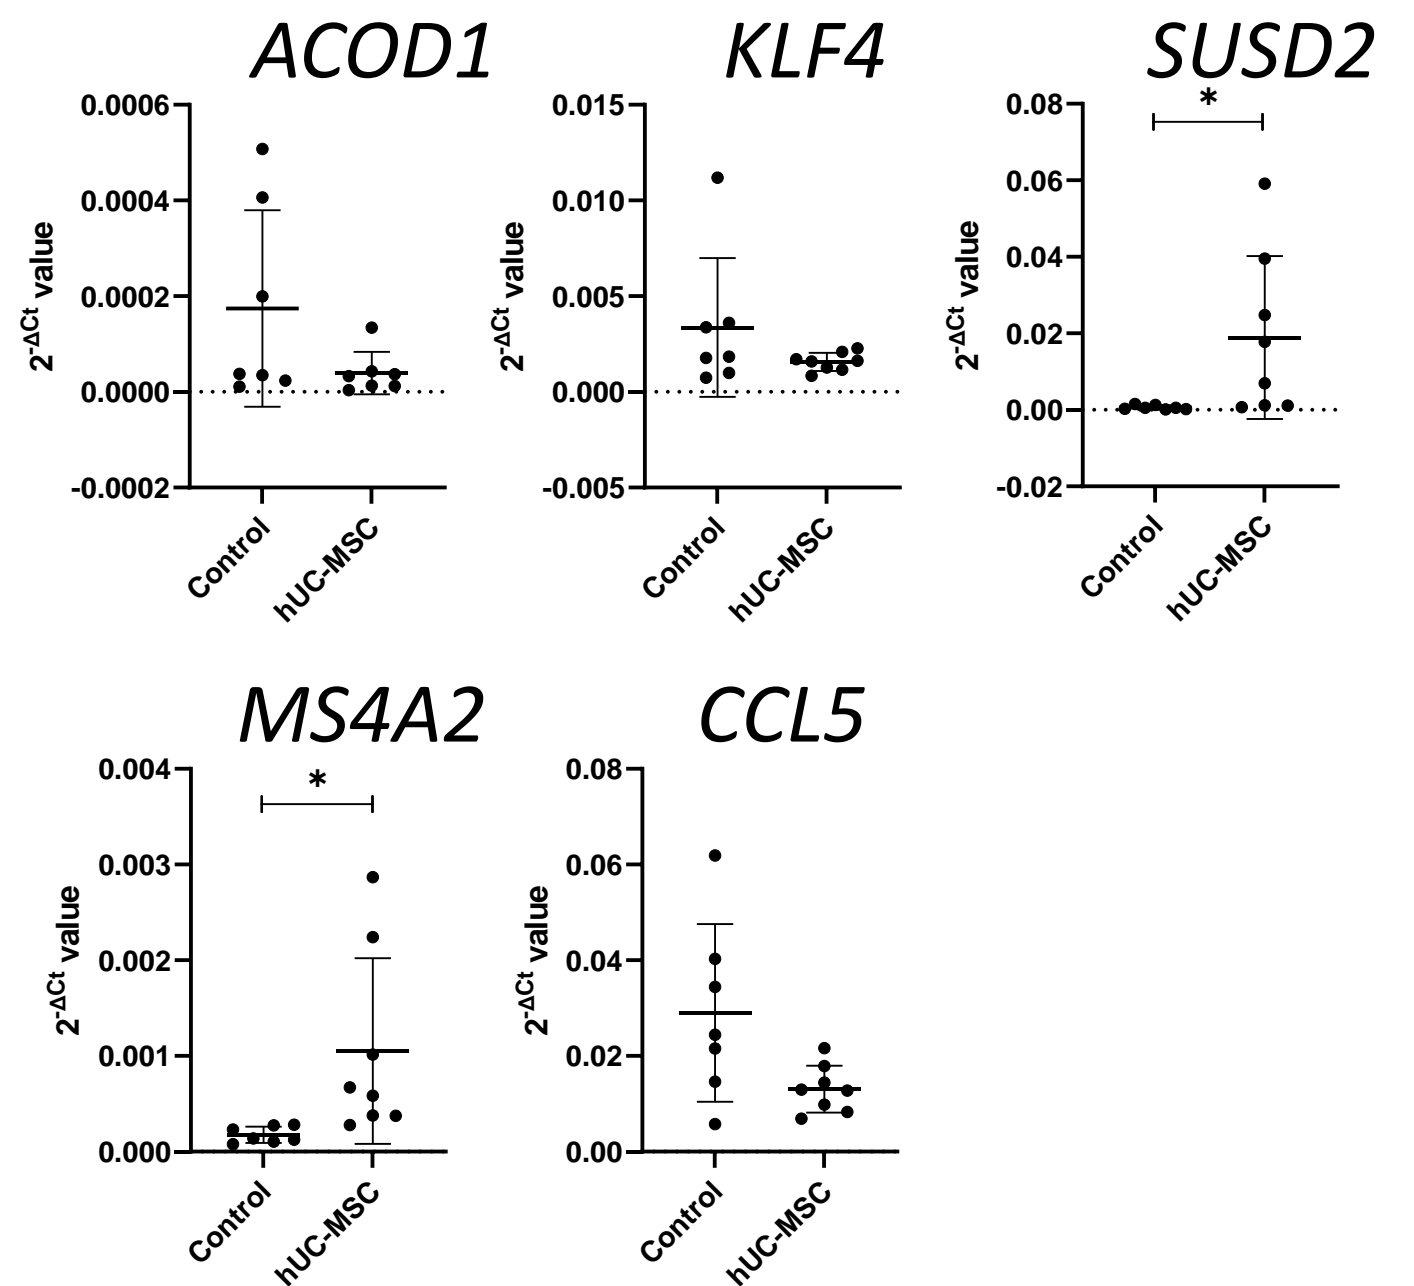 ACOD1
0.0006
0.0004
0.0002
0.0000
-0.0002
2-ΔCt value
Control
hUC-MSC
KLF4
0.015
0.010
0.005
0.000
-0.005
2-ΔCt value
Control
hUC-MSC
SUSD2
*
0.08
0.06
0.04
0.02
0.00
-0.02
2-ΔCt value
Control
hUC-MSC
MS4A2
*
0.004
0.003
0.002
0.001
0.000
2-ΔCt value
Control
hUC-MSC
CCL5
0.08
0.06
0.04
0.02
0.00
2-ΔCt value
Control
hUC-MSC